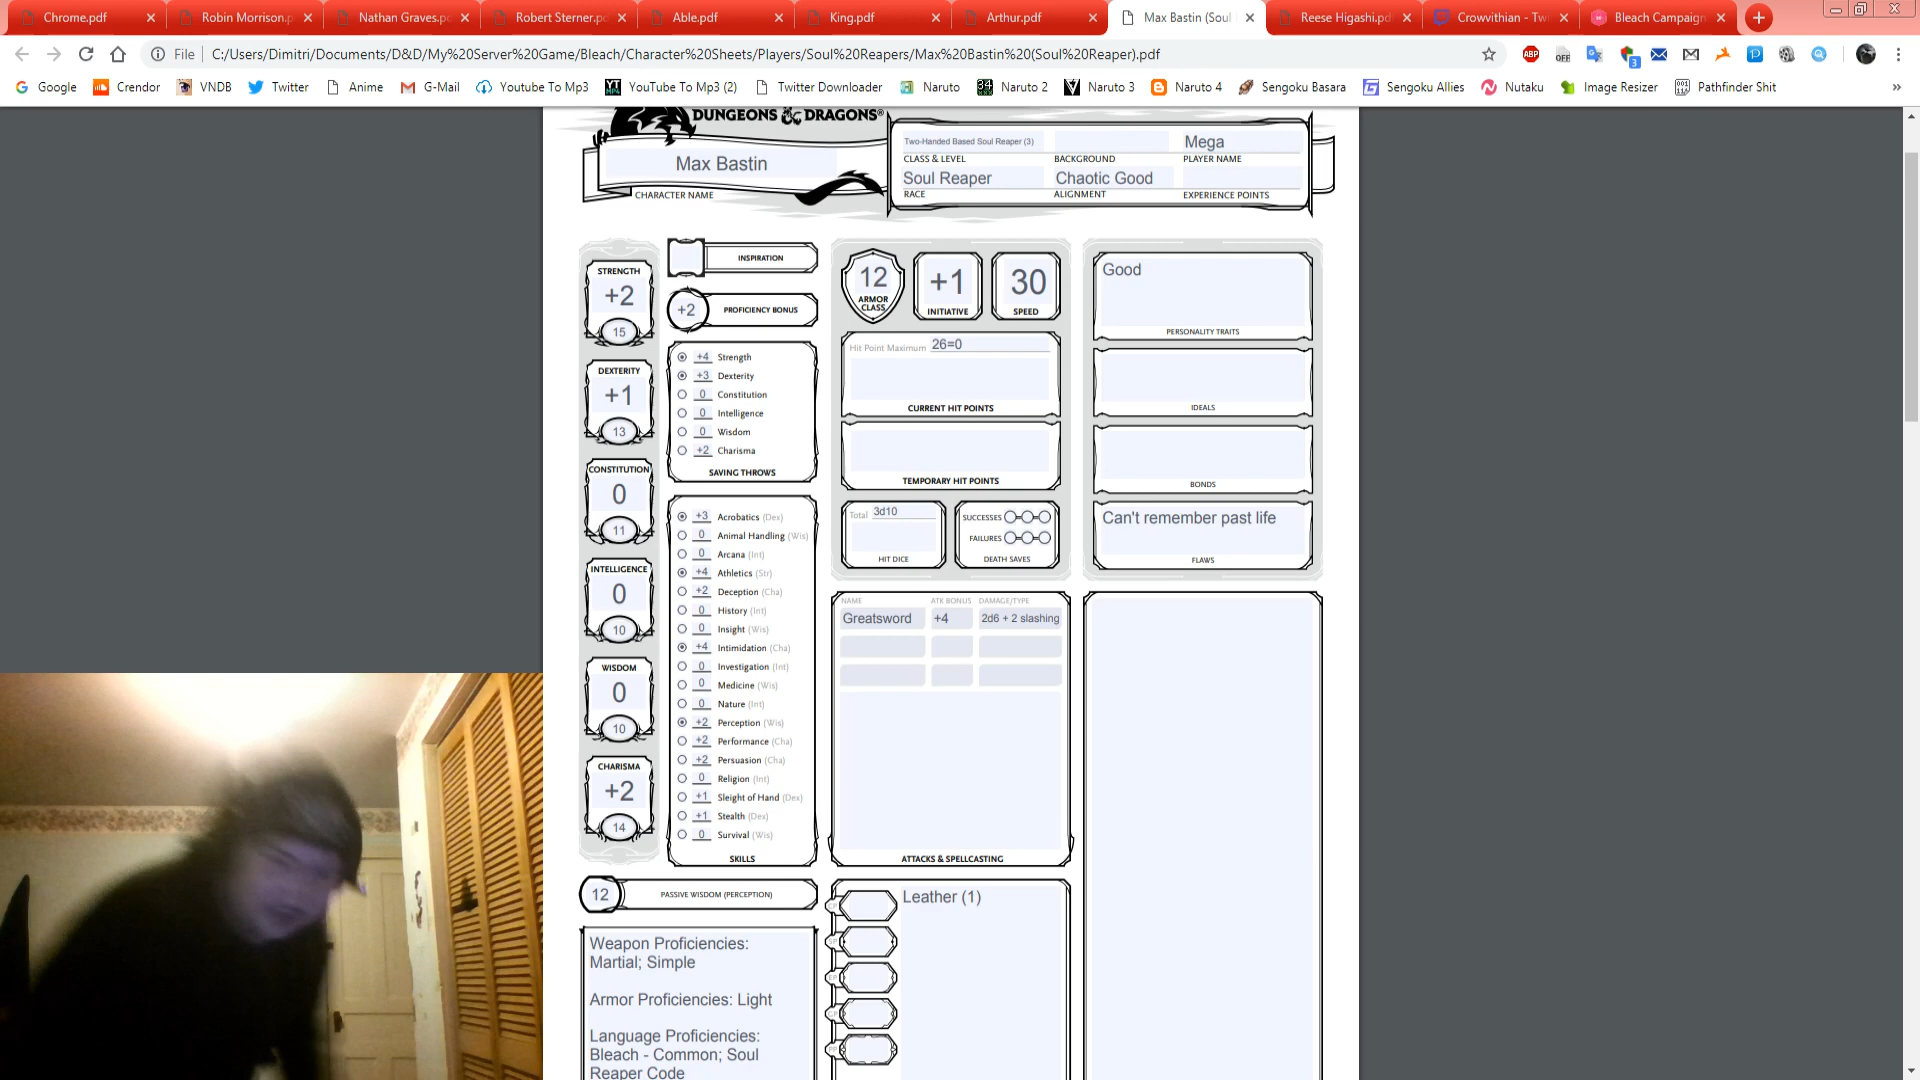 Chrome.pdf
Robin Morrison.p
Nathan Graves.pd
Robert Sterner.pd
Able.pdf
King.pdf
Arthur.pdf
Max Bastin (Soul
Reese Higashi.pdf
Crowvithian - Twi
Bleach Campaign
File C:/Users/Dimitri/Documents/D&D/My%20Server%20Game/Bleach/Character%20Sheets/Players/Soul%20Reapers/Max%20Bastin%20(Soul%20Reaper).pdf
ABP
OFF
3
Google
Crendor
VNDB
Twitter
Anime
G-Mail
Youtube To Mp3
YouTube To Mp3 (2)
Twitter Downloader
Naruto
Naruto 2
Naruto 3
Naruto 4
Sengoku Basara
Sengoku Allies
Nutaku
Image Resizer
Pathfinder Shit
DUNGEONS & DRAGONS®
Max Bastin
CHARACTER NAME
Two-Handed Based Soul Reaper (3)
Mega
CLASS & LEVEL
BACKGROUND
PLAYER NAME
Soul Reaper
Chaotic Good
RACE
ALIGNMENT
EXPERIENCE POINTS
STRENGTH
+2
15
DEXTERITY
+1
13
CONSTITUTION
0
11
INTELLIGENCE
0
10
WISDOM
0
10
CHARISMA
+2
14
INSPIRATION
+2 PROFICIENCY BONUS
+4 Strength
+3 Dexterity
0 Constitution
0 Intelligence
0 Wisdom
+2 Charisma
SAVING THROWS
+3 Acrobatics (Dex)
0 Animal Handling (Wis)
0 Arcana (Int)
+4 Athletics (Str)
+2 Deception (Cha)
0 History (Int)
0 Insight (Wis)
+4 Intimidation (Cha)
0 Investigation (Int)
0 Medicine (Wis)
0 Nature (Int)
+2 Perception (Wis)
+2 Performance (Cha)
+2 Persuasion (Cha)
0 Religion (Int)
+1 Sleight of Hand (Dex)
+1 Stealth (Dex)
0 Survival (Wis)
SKILLS
12 PASSIVE WISDOM (PERCEPTION)
Weapon Proficiencies:
Martial; Simple
Armor Proficiencies: Light
Language Proficiencies:
Bleach - Common; Soul
Reaper Code
12
ARMOR
CLASS
+1
INITIATIVE
30
SPEED
Hit Point Maximum 26=0
CURRENT HIT POINTS
TEMPORARY HIT POINTS
Total 3d10
HIT DICE
SUCCESSES
FAILURES
DEATH SAVES
NAME ATK BONUS DAMAGE/TYPE
Greatsword +4 2d6 + 2 slashing
ATTACKS & SPELLCASTING
CP
SP
EP
GP
PP
Leather (1)
Good
PERSONALITY TRAITS
IDEALS
BONDS
Can't remember past life
FLAWS